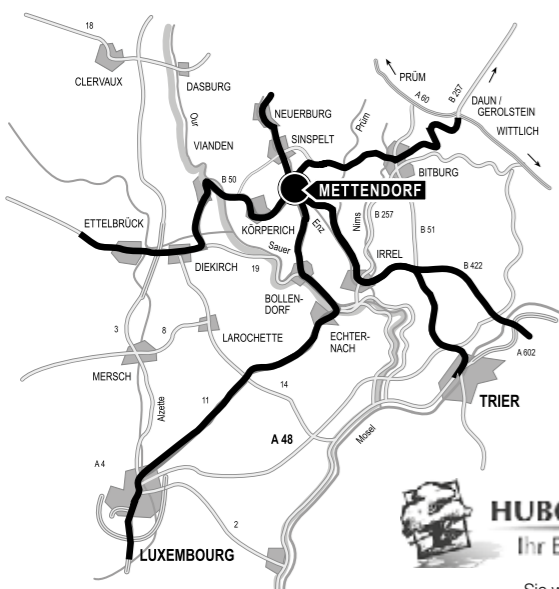 18
CLERVAUX
DASBURG
Our
NEUERBURG
SINSPELT
VIANDEN
B 50
PRÜM
A 60
B 257
DAUN /
GEROLSTEIN
WITTLICH
Prüm
BITBURG
METTENDORF
ETTELBRÜCK
KÖRPERICH
Enz
Nims
B 257
B 51
Sauer
DIEKIRCH
19
IRREL
B 422
BOLLEN-
DORF
3
8
LAROCHETTE
ECHTER-
NACH
A 602
MERSCH
Alzette
11
14
TRIER
A 48
Mosel
A 4
2
LUXEMBOURG
Ihr